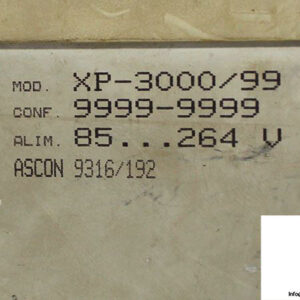 MOD. XP-3000/99
CONF. 9999-9999
ALIM. 85...264 V
ASCON 9316/192